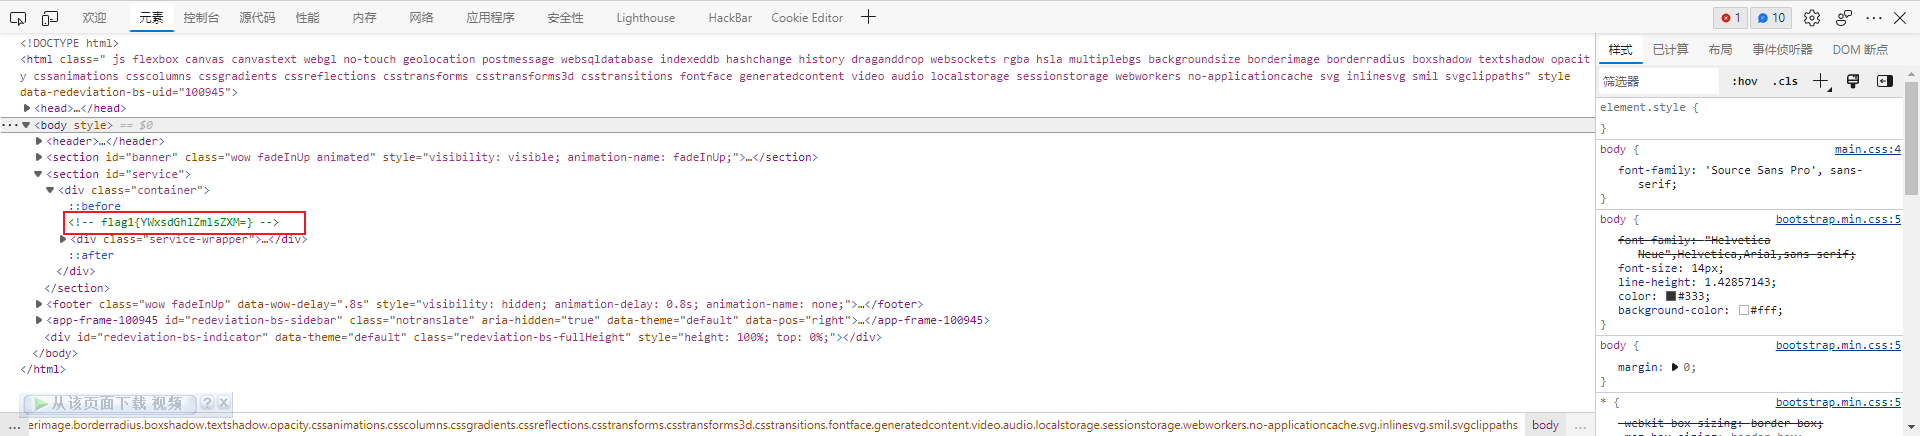 欢迎 元素 控制台 源代码 性能 内存 网络 应用程序 安全性 Lighthouse HackBar Cookie Editor 1 10
<!DOCTYPE html>
<html class=" js flexbox canvas canvastext webgl no-touch geolocation postmessage websqldatabase indexeddb hashchange history draganddrop websockets rgba hsla multiplebgs backgroundsize borderimage borderradius boxshadow textshadow opacit
y cssanimations csscolumns cssgradients cssreflections csstransforms csstransforms3d csstransitions fontface generatedcontent video audio localstorage sessionstorage webworkers no-applicationcache svg inlinesvg smil svgclippaths" style
data-redeviation-bs-uid="100945">
<head>…</head>
<body style> == $0
<header>…</header>
<section id="banner" class="wow fadeInUp animated" style="visibility: visible; animation-name: fadeInUp;">…</section>
<section id="service">
<div class="container">
::before
<!-- flag1{YWxsdGhlZmlsZXM=} -->
<div class="service-wrapper">…</div>
::after
</div>
</section>
<footer class="wow fadeInUp" data-wow-delay=".8s" style="visibility: hidden; animation-delay: 0.8s; animation-name: none;">…</footer>
<app-frame-100945 id="redeviation-bs-sidebar" class="notranslate" aria-hidden="true" data-theme="default" data-pos="right">…</app-frame-100945>
<div id="redeviation-bs-indicator" data-theme="default" class="redeviation-bs-fullHeight" style="height: 100%; top: 0%;"></div>
</body>
</html>
从该页面下载 视频 ? x
... erimage.borderradius.boxshadow.textshadow.opacity.cssanimations.csscolumns.cssgradients.cssreflections.csstransforms.csstransforms3d.csstransitions.fontface.generatedcontent.video.audio.localstorage.sessionstorage.webworkers.no-applicationcache.svg.inlinesvg.smil.svgclippaths body ...
样式 已计算 布局 事件侦听器 DOM 断点
筛选器 :hov .cls
element.style {
}
body { main.css:4
font-family: 'Source Sans Pro', sans-
serif;
}
body { bootstrap.min.css:5
font-family: "Helvetica
Neue",Helvetica,Arial,sans-serif;
font-size: 14px;
line-height: 1.42857143;
color: #333;
background-color: #fff;
}
body { bootstrap.min.css:5
margin: 0;
}
* { bootstrap.min.css:5
-webkit-box-sizing: border-box;
-moz-box-sizing: border-box;